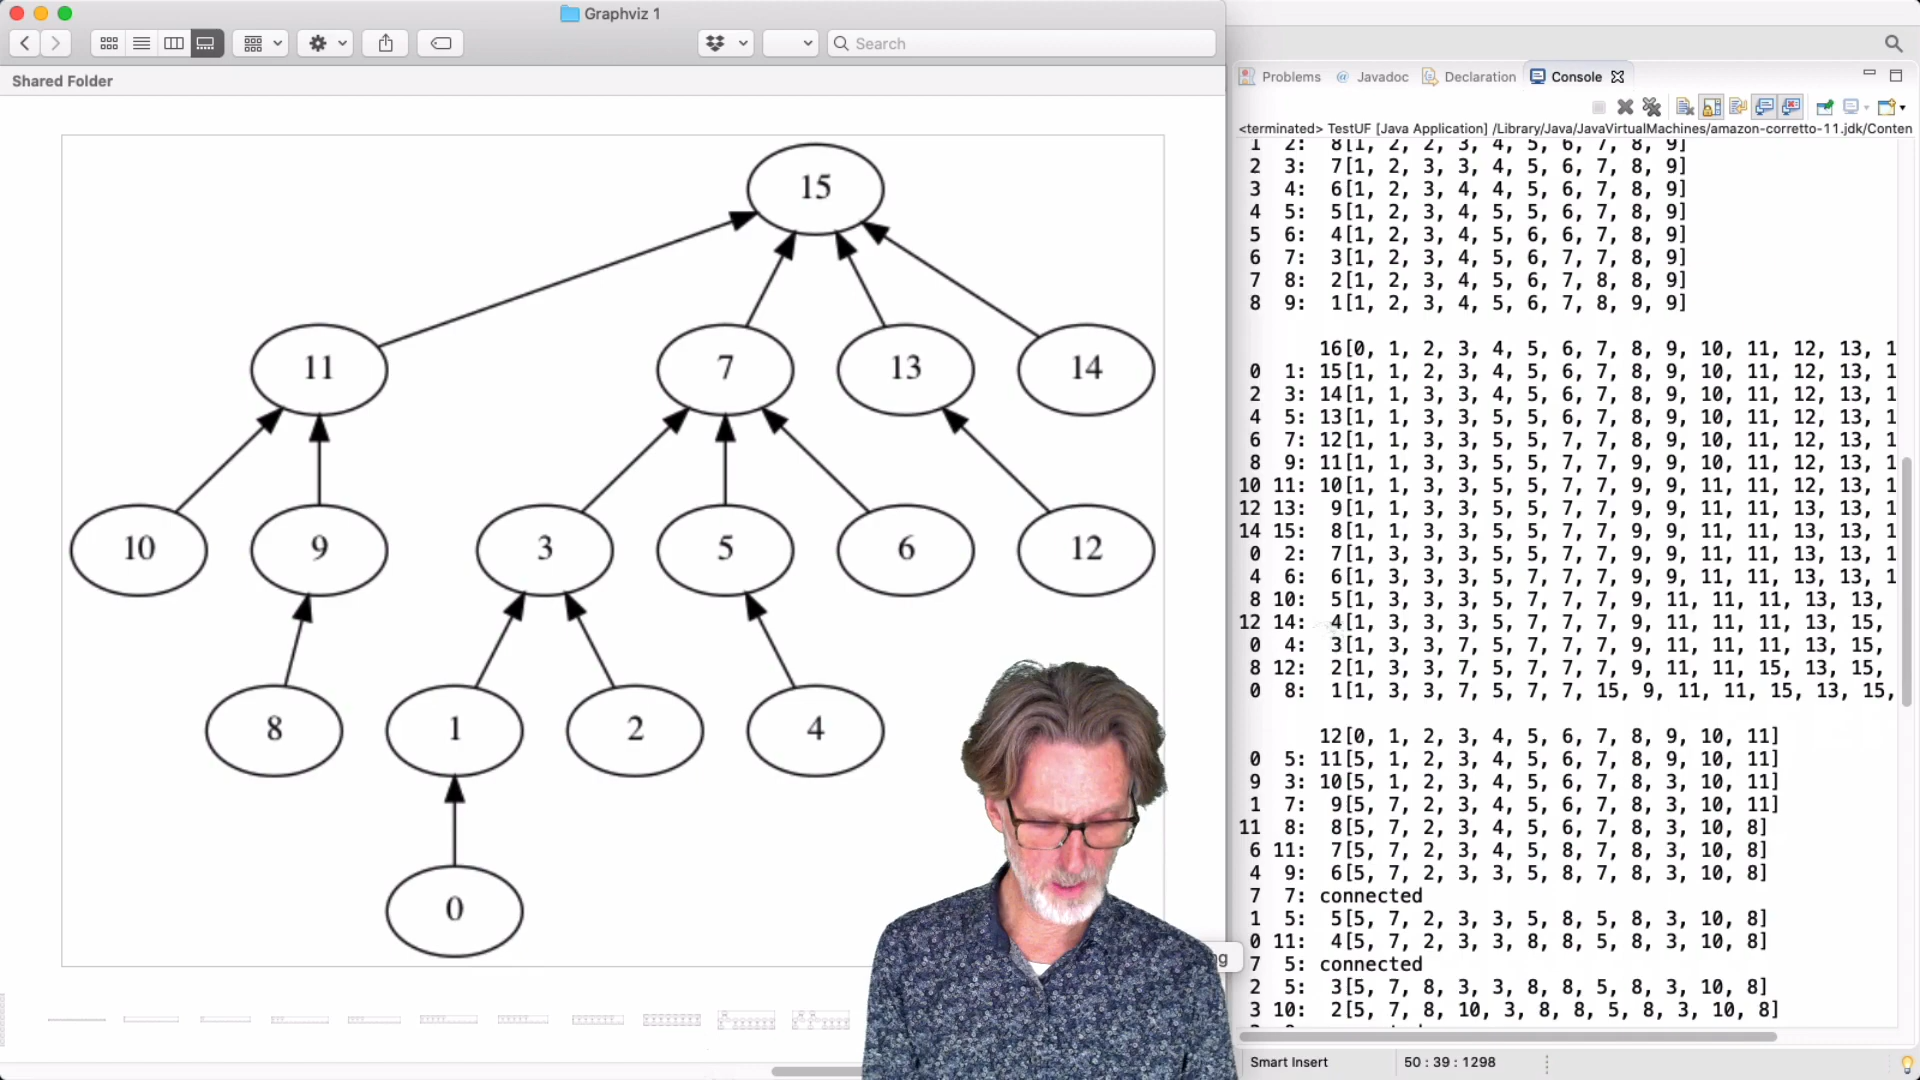 Graphviz 1
Search
Shared Folder
15
11
7
13
14
10
9
3
5
6
12
8
1
2
4
0
ng
Problems
Javadoc
Declaration
Console
<terminated> TestUF [Java Application] /Library/Java/JavaVirtualMachines/amazon-corretto-11.jdk/Conten
1 2: 8[1, 2, 2, 3, 4, 5, 6, 7, 8, 9]
2 3: 7[1, 2, 3, 3, 4, 5, 6, 7, 8, 9]
3 4: 6[1, 2, 3, 4, 4, 5, 6, 7, 8, 9]
4 5: 5[1, 2, 3, 4, 5, 5, 6, 7, 8, 9]
5 6: 4[1, 2, 3, 4, 5, 6, 6, 7, 8, 9]
6 7: 3[1, 2, 3, 4, 5, 6, 7, 7, 8, 9]
7 8: 2[1, 2, 3, 4, 5, 6, 7, 8, 8, 9]
8 9: 1[1, 2, 3, 4, 5, 6, 7, 8, 9, 9]
16[0, 1, 2, 3, 4, 5, 6, 7, 8, 9, 10, 11, 12, 13, 1
0 1: 15[1, 1, 2, 3, 4, 5, 6, 7, 8, 9, 10, 11, 12, 13, 1
2 3: 14[1, 1, 3, 3, 4, 5, 6, 7, 8, 9, 10, 11, 12, 13, 1
4 5: 13[1, 1, 3, 3, 5, 5, 6, 7, 8, 9, 10, 11, 12, 13, 1
6 7: 12[1, 1, 3, 3, 5, 5, 7, 7, 8, 9, 10, 11, 12, 13, 1
8 9: 11[1, 1, 3, 3, 5, 5, 7, 7, 9, 9, 10, 11, 12, 13, 1
10 11: 10[1, 1, 3, 3, 5, 5, 7, 7, 9, 9, 11, 11, 12, 13, 1
12 13: 9[1, 1, 3, 3, 5, 5, 7, 7, 9, 9, 11, 11, 13, 13, 1
14 15: 8[1, 1, 3, 3, 5, 5, 7, 7, 9, 9, 11, 11, 13, 13, 1
0 2: 7[1, 3, 3, 3, 5, 5, 7, 7, 9, 9, 11, 11, 13, 13, 1
4 6: 6[1, 3, 3, 3, 5, 7, 7, 7, 9, 9, 11, 11, 13, 13, 1
8 10: 5[1, 3, 3, 3, 5, 7, 7, 7, 9, 11, 11, 11, 13, 13,
12 14: 4[1, 3, 3, 3, 5, 7, 7, 7, 9, 11, 11, 11, 13, 15,
0 4: 3[1, 3, 3, 7, 5, 7, 7, 7, 9, 11, 11, 11, 13, 15,
8 12: 2[1, 3, 3, 7, 5, 7, 7, 7, 9, 11, 11, 15, 13, 15,
0 8: 1[1, 3, 3, 7, 5, 7, 7, 15, 9, 11, 11, 15, 13, 15,
12[0, 1, 2, 3, 4, 5, 6, 7, 8, 9, 10, 11]
0 5: 11[5, 1, 2, 3, 4, 5, 6, 7, 8, 9, 10, 11]
9 3: 10[5, 1, 2, 3, 4, 5, 6, 7, 8, 3, 10, 11]
1 7: 9[5, 7, 2, 3, 4, 5, 6, 7, 8, 3, 10, 11]
11 8: 8[5, 7, 2, 3, 4, 5, 6, 7, 8, 3, 10, 8]
6 11: 7[5, 7, 2, 3, 4, 5, 8, 7, 8, 3, 10, 8]
4 9: 6[5, 7, 2, 3, 3, 5, 8, 7, 8, 3, 10, 8]
7 7: connected
1 5: 5[5, 7, 2, 3, 3, 5, 8, 5, 8, 3, 10, 8]
0 11: 4[5, 7, 2, 3, 3, 8, 8, 5, 8, 3, 10, 8]
7 5: connected
2 5: 3[5, 7, 8, 3, 3, 8, 8, 5, 8, 3, 10, 8]
3 10: 2[5, 7, 8, 10, 3, 8, 8, 5, 8, 3, 10, 8]
Smart Insert
50 : 39 : 1298